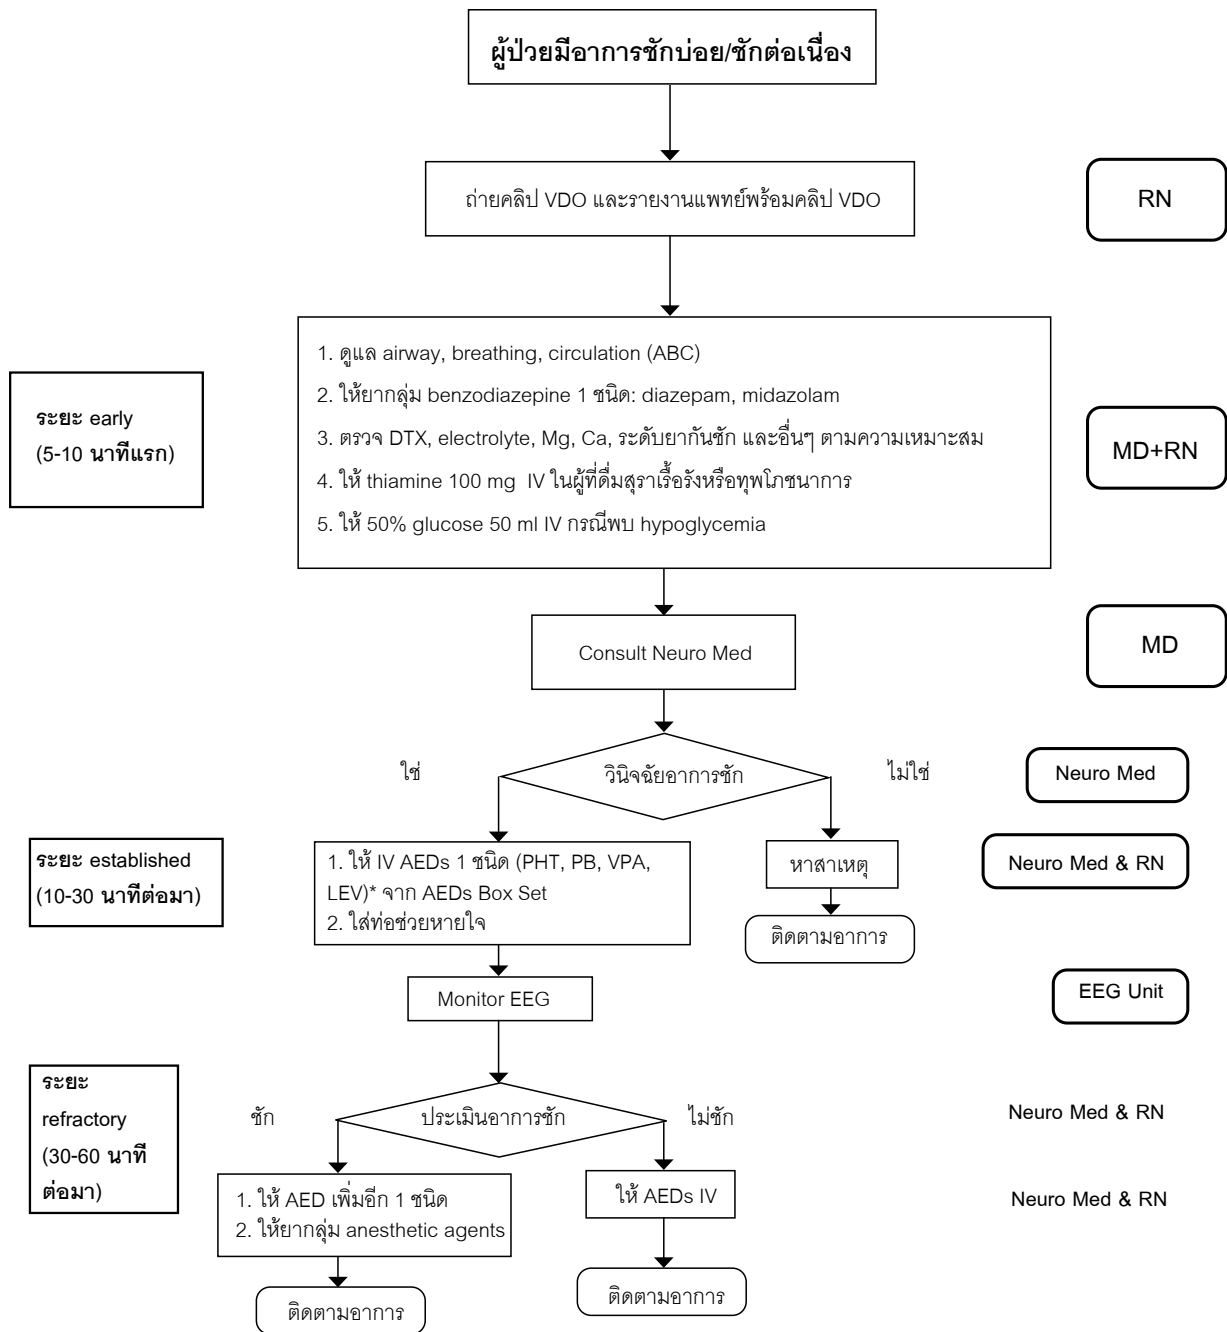 ผู้ป่วยมีอาการชักบ่อย/ชักต่อเนื่อง
ถ่ายคลิป VDO และรายงานแพทย์พร้อมคลิป VDO
RN
ระยะ early
(5-10 นาทีแรก)
1. ดูแล airway, breathing, circulation (ABC)
2. ให้ยากลุ่ม benzodiazepine 1 ชนิด: diazepam, midazolam
3. ตรวจ DTX, electrolyte, Mg, Ca, ระดับยากันชัก และอื่นๆ ตามความเหมาะสม
4. ให้ thiamine 100 mg IV ในผู้ที่ดื่มสุราเรื้อรังหรือทุพโภชนาการ
5. ให้ 50% glucose 50 ml IV กรณีพบ hypoglycemia
MD+RN
Consult Neuro Med
MD
ใช่
วินิจฉัยอาการชัก
ไม่ใช่
Neuro Med
ระยะ established
(10-30 นาทีต่อมา)
1. ให้ IV AEDs 1 ชนิด (PHT, PB, VPA,
LEV)* จาก AEDs Box Set
2. ใส่ท่อช่วยหายใจ
หาสาเหตุ
ติดตามอาการ
Neuro Med & RN
Monitor EEG
EEG Unit
ระยะ
refractory
(30-60 นาที
ต่อมา)
ชัก
ประเมินอาการชัก
ไม่ชัก
Neuro Med & RN
1. ให้ AED เพิ่มอีก 1 ชนิด
2. ให้ยากลุ่ม anesthetic agents
ให้ AEDs IV
Neuro Med & RN
ติดตามอาการ
ติดตามอาการ